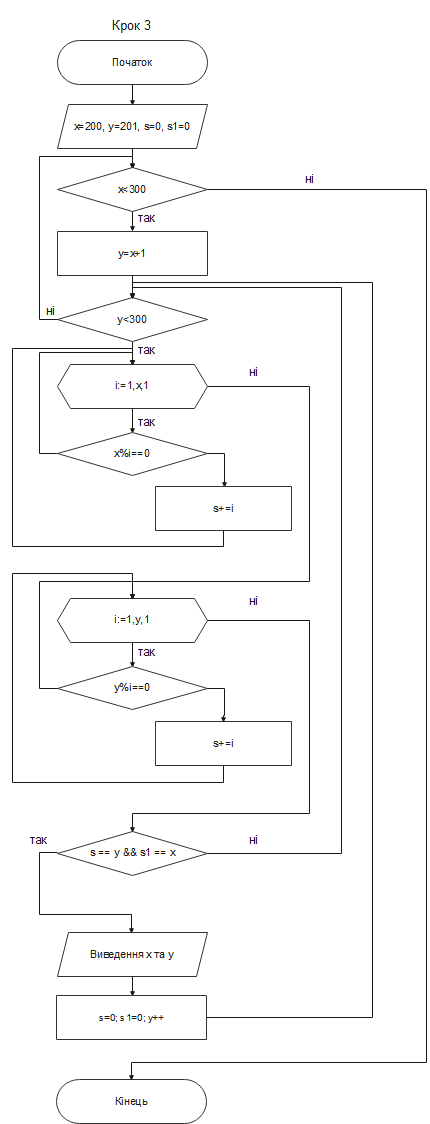 Крок 3
Початок
x=200, y=201, s=0, s1=0
x<300
ні
так
y=x+1
ні
y<300
так
i:=1,x,1
ні
так
x%i==0
s+=i
ні
i:=1,y,1
так
y%i==0
s+=i
так
s == y && s1 == x
ні
Виведення x та y
s=0; s1=0; y++
Кінець